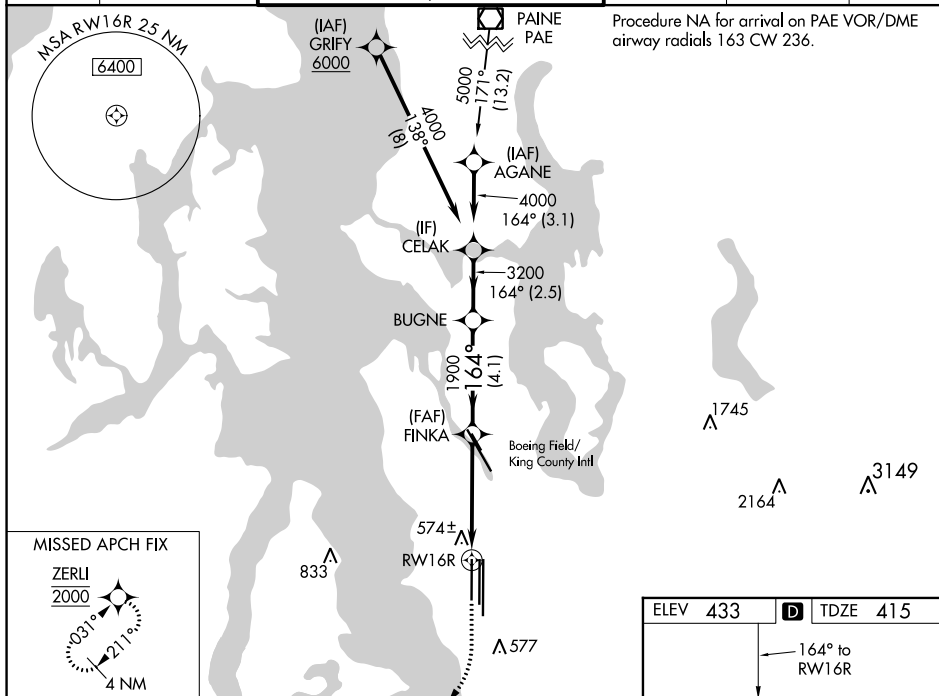 MSA RW16R 25 NM
6400
(IAF)
GRIFY
6000
PAINE
PAE
Procedure NA for arrival on PAE VOR/DME
airway radials 163 CW 236.
5000
171°
(13.2)
4000
138°
(8)
(IAF)
AGANE
4000
164° (3.1)
(IF)
CELAK
3200
164° (2.5)
BUGNE
1900
164°
(4.1)
(FAF)
FINKA
Boeing Field/
King County Intl
1745
2164
3149
574±
RW16R
833
577
MISSED APCH FIX
ZERLI
2000
031°
211°
4 NM
ELEV 433 D TDZE 415
164° to
RW16R